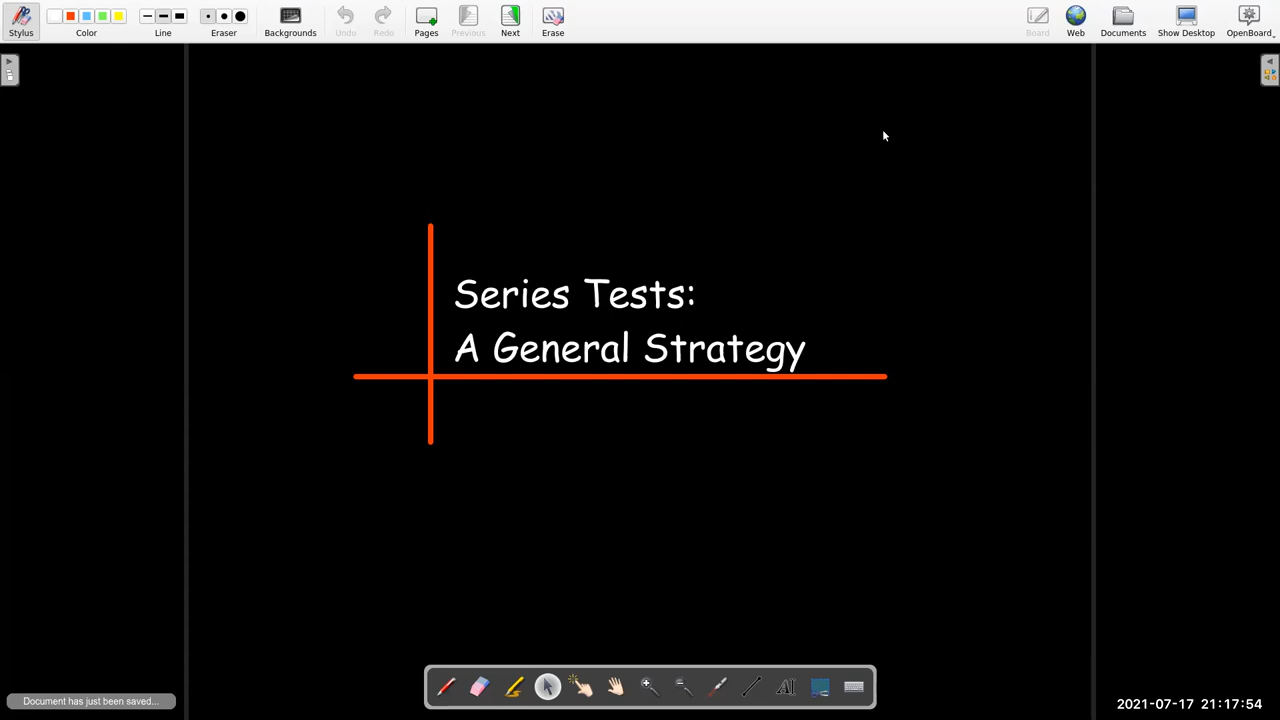 Stylus
Color
Line
Eraser
Backgrounds
Undo
Redo
Pages
Previous
Next
Erase
Board
Web
Documents
Show Desktop
OpenBoard
Series Tests:
A General Strategy
AI
Document has just been saved...
2021-07-17 21:17:54